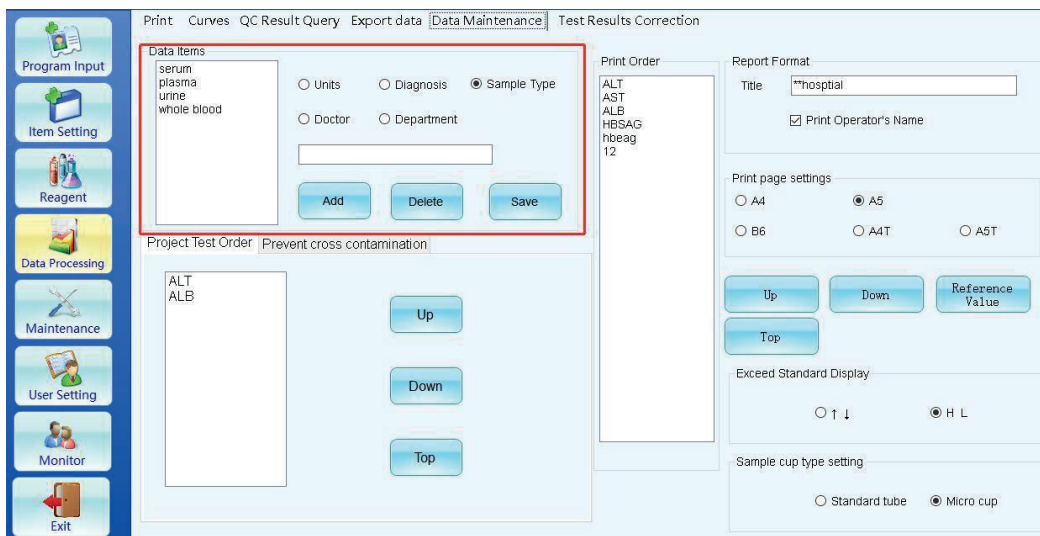 Print Curves QC Result Query Export data Data Maintenance Test Results Correction
Program Input
Item Setting
Reagent
Data Processing
Maintenance
User Setting
Monitor
Exit
Data Items
serum
plasma
urine
whole blood
Units Diagnosis Sample Type
Doctor Department
Add Delete Save
Project Test Order Prevent cross contamination
ALT
ALB
Up
Down
Top
Print Order
ALT
AST
ALB
HBSAG
hbeag
12
Report Format
Title **hosptial
Print Operator's Name
Print page settings
A4 A5
B6 A4T A5T
Up Down Reference
Value
Top
Exceed Standard Display
↑ ↓ H L
Sample cup type setting
Standard tube Micro cup